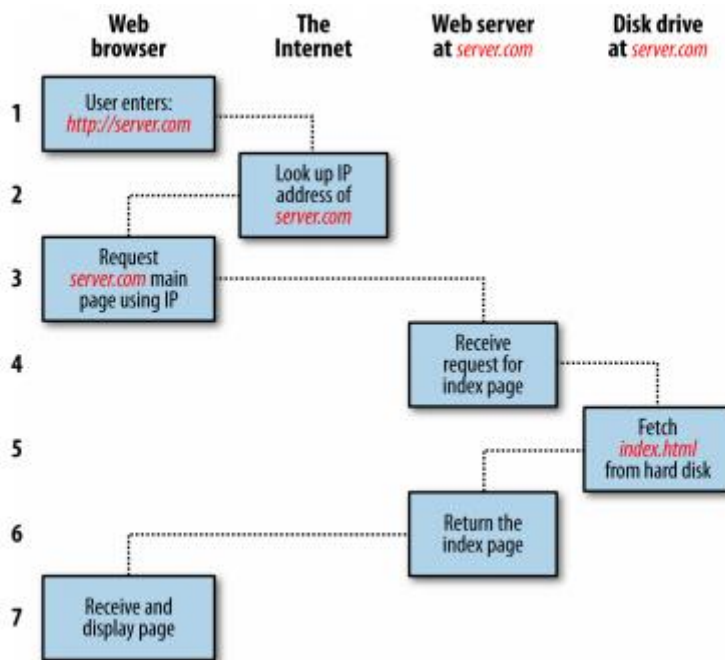 Web
browser
The
Internet
Web server
at server.com
Disk drive
at server.com
1
User enters:
http://server.com
2
Look up IP
address of
server.com
3
Request
server.com main
page using IP
4
Receive
request for
index page
5
Fetch
index.html
from hard disk
6
Return the
index page
7
Receive and
display page